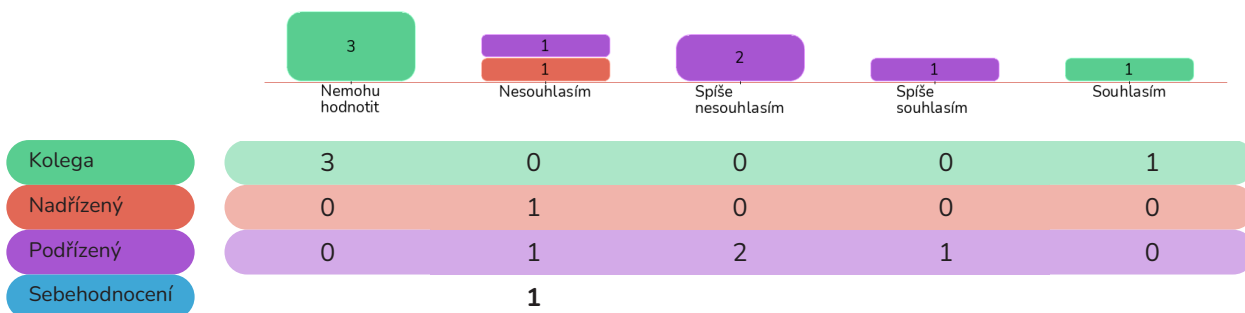 3
1
1
2
1
1
Nemohu
hodnotit
Nesouhlasím
Spíše
nesouhlasím
Spíše
souhlasím
Souhlasím
Kolega 3 0 0 0 1
Nadřízený 0 1 0 0 0
Podřízený 0 1 2 1 0
Sebehodnocení 1